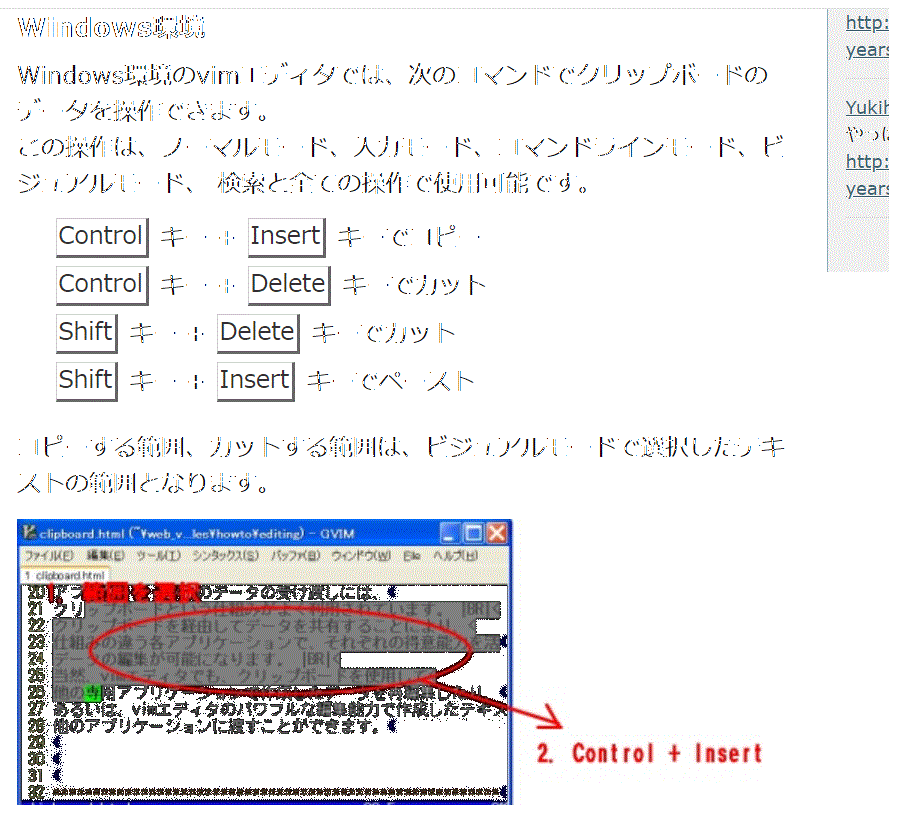 Windows環境
http:
years
Windows環境のvimエディタでは、次のコマンドでクリップボードの
データを操作できます。
Yukih
やっぱ
この操作は、ノーマルモード、入力モード、コマンドラインモード、ビ
http:
ジュアルモード、 検索と全ての操作で使用可能です。
years
Control キー + Insert キーでコピー
Control キー + Delete キーでカット
Shift キー + Delete キーでカット
Shift キー + Insert キーでペースト
コピーする範囲、カットする範囲は、ビジュアルモードで選択したテキ
ストの範囲となります。
clipboard.html (~¥web_v...les¥howto¥editing) - GVIM
ファイル(F) 編集(E) ツール(T) シンタックス(S) バッファ(B) ウィンドウ(W) ヘルプ(H)
1 clipboard.html
1. 範囲を選択
20 のデータの受け渡しには、
21 クリップボードという仕組みがよく利用されています。 [BR]
22 クリップボードを経由してデータを共有することにより、
23 仕組みの違う各アプリケーションで、それぞれの得意能力
24 データの編集が可能になります。 [BR]
25 当然、vimエディタでも、クリップボードを使用
26 他の専用アプリケーション
27 あるいは、vimエディタのパワフルな編集能力で作成したテキス
28 他のアプリケーションに渡すことができます。
29
30
31
32
2. Control + Insert